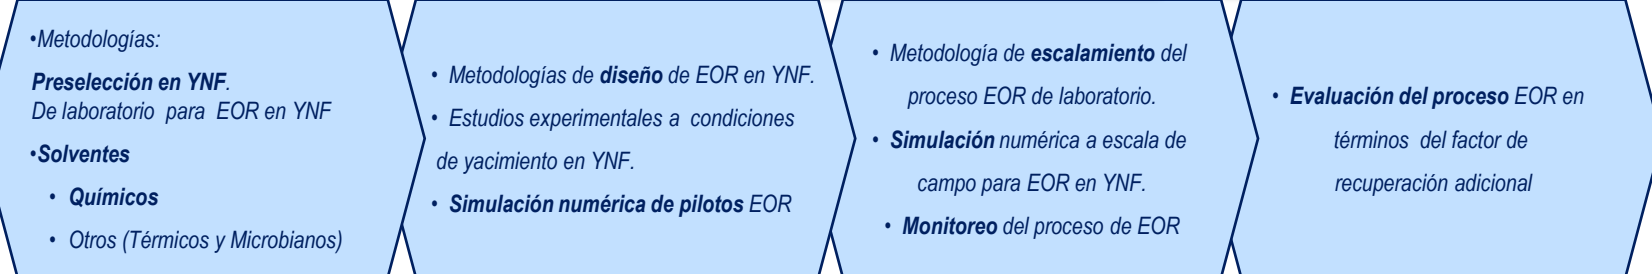 •Metodologías:
Preselección en YNF.
De laboratorio para EOR en YNF
•Solventes
• Químicos
• Otros (Térmicos y Microbianos)
• Metodologías de diseño de EOR en YNF.
• Estudios experimentales a condiciones
de yacimiento en YNF.
• Simulación numérica de pilotos EOR
• Metodología de escalamiento del
proceso EOR de laboratorio.
• Simulación numérica a escala de
campo para EOR en YNF.
• Monitoreo del proceso de EOR
• Evaluación del proceso EOR en
términos del factor de
recuperación adicional